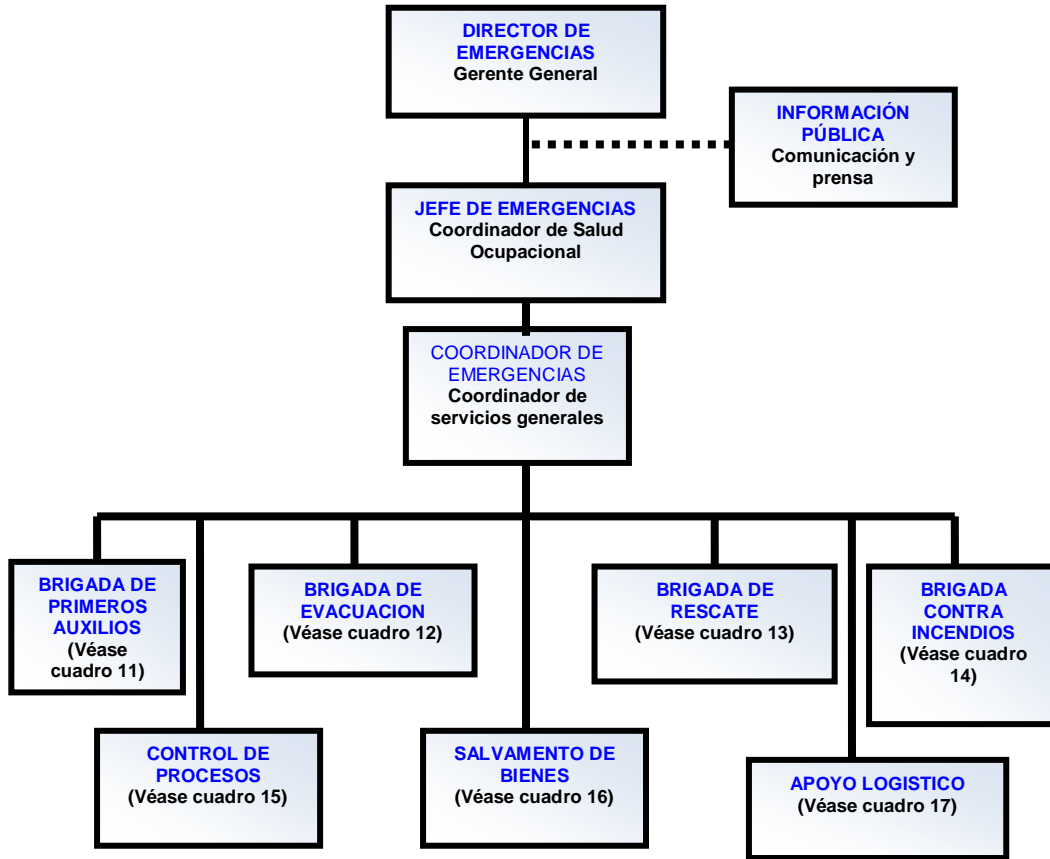 DIRECTOR DE
EMERGENCIAS
Gerente General
INFORMACIÓN
PÚBLICA
Comunicación y
prensa
JEFE DE EMERGENCIAS
Coordinador de Salud
Ocupacional
COORDINADOR DE
EMERGENCIAS
Coordinador de
servicios generales
BRIGADA DE
PRIMEROS
AUXILIOS
(Véase
cuadro 11)
BRIGADA DE
EVACUACION
(Véase cuadro 12)
BRIGADA DE
RESCATE
(Véase cuadro 13)
BRIGADA
CONTRA
INCENDIOS
(Véase cuadro
14)
CONTROL DE
PROCESOS
(Véase cuadro 15)
SALVAMENTO DE
BIENES
(Véase cuadro 16)
APOYO LOGISTICO
(Véase cuadro 17)